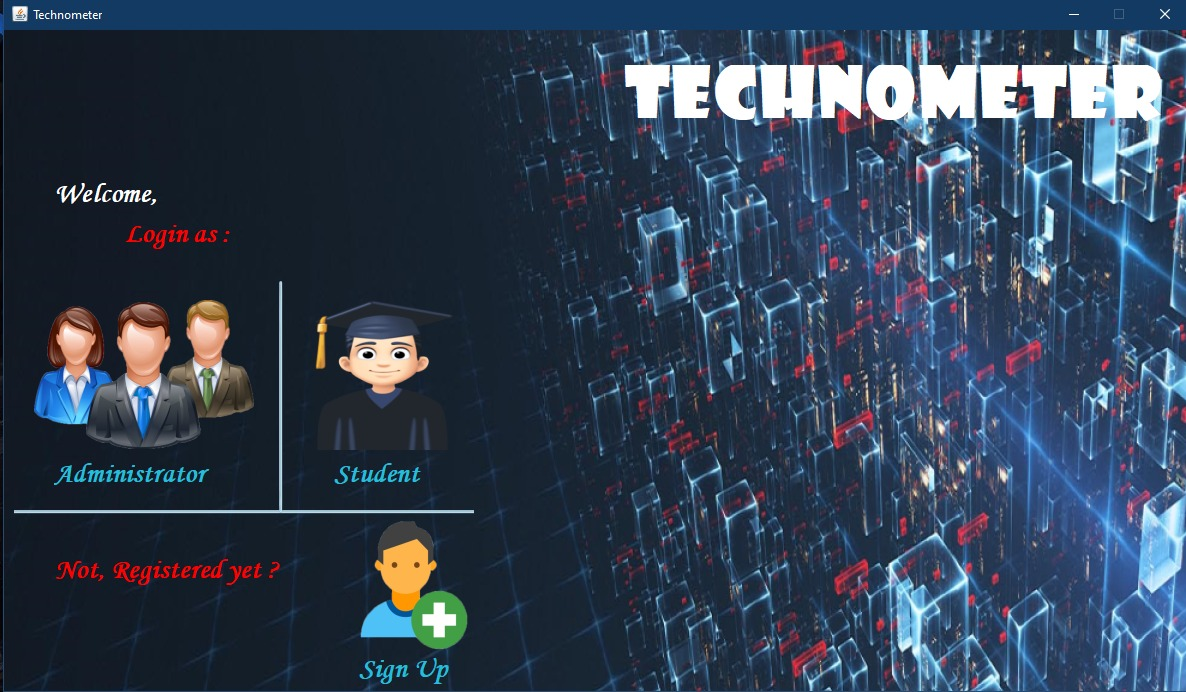 Technometer
TECHNOMETER
Welcome,
Login as :
Administrator
Student
Not, Registered yet ?
Sign Up